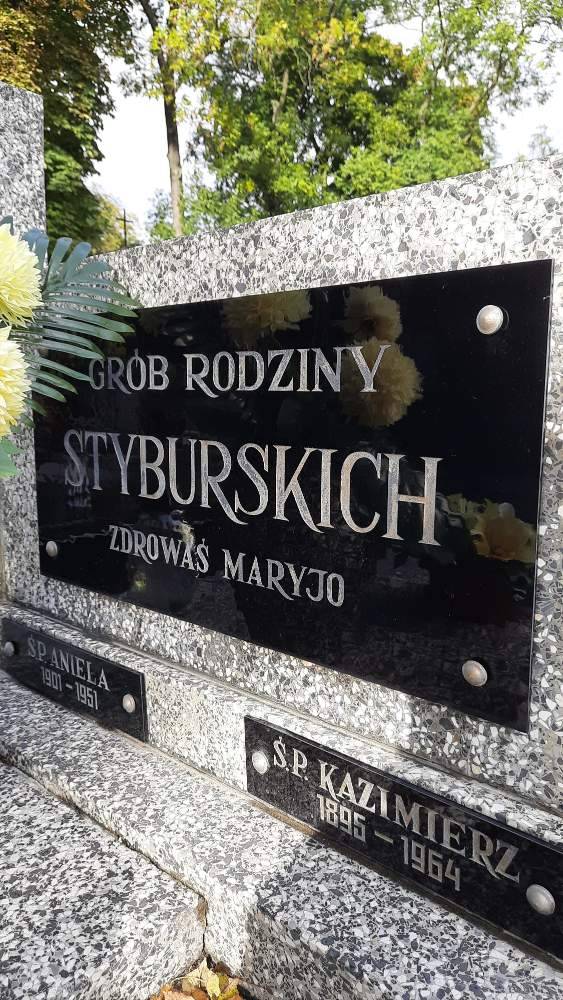 GRÓB RODZINY
STYBURSKICH
ZDROWAŚ MARYJO
Ś.P. ANIELA
1901-1951
Ś.P. KAZIMIERZ
1895-1964